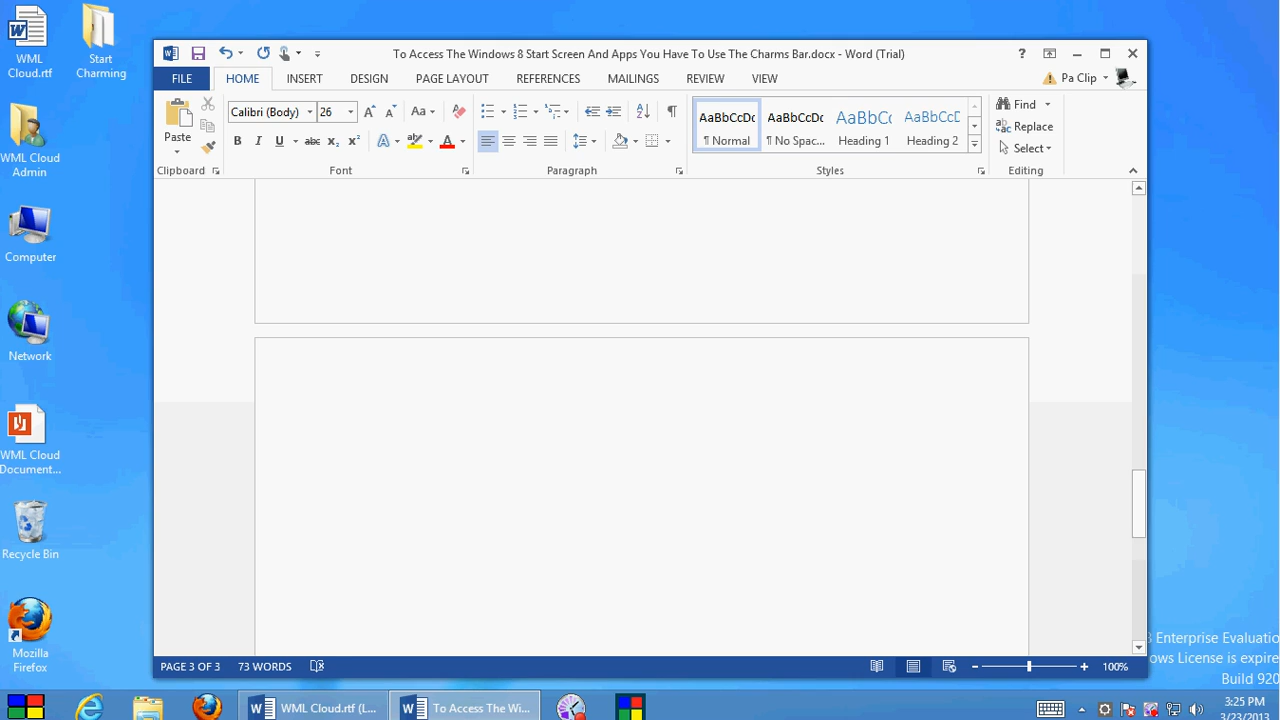 To Access The Windows 8 Start Screen And Apps You Have To Use The Charms Bar.docx - Word (Trial)
FILE
HOME
INSERT
DESIGN
PAGE LAYOUT
REFERENCES
MAILINGS
REVIEW
VIEW
Pa Clip
Paste
Clipboard
Calibri (Body)
26
Aa
B I U abc X₂ X²
A
Font
Paragraph
AaBbCcDc
¶ Normal
AaBbCcDc
¶ No Spac...
AaBbCc
Heading 1
AaBbCcD
Heading 2
Styles
Find
Replace
Select
Editing
WML
Cloud.rtf
Start
Charming
WML Cloud
Admin
Computer
Network
WML Cloud
Document...
Recycle Bin
Mozilla
Firefox
PAGE 3 OF 3
73 WORDS
100%
Enterprise Evaluatio
ows License is expire
Build 920
WML Cloud.rtf (L...
To Access The Wi...
3:25 PM
3/23/2013